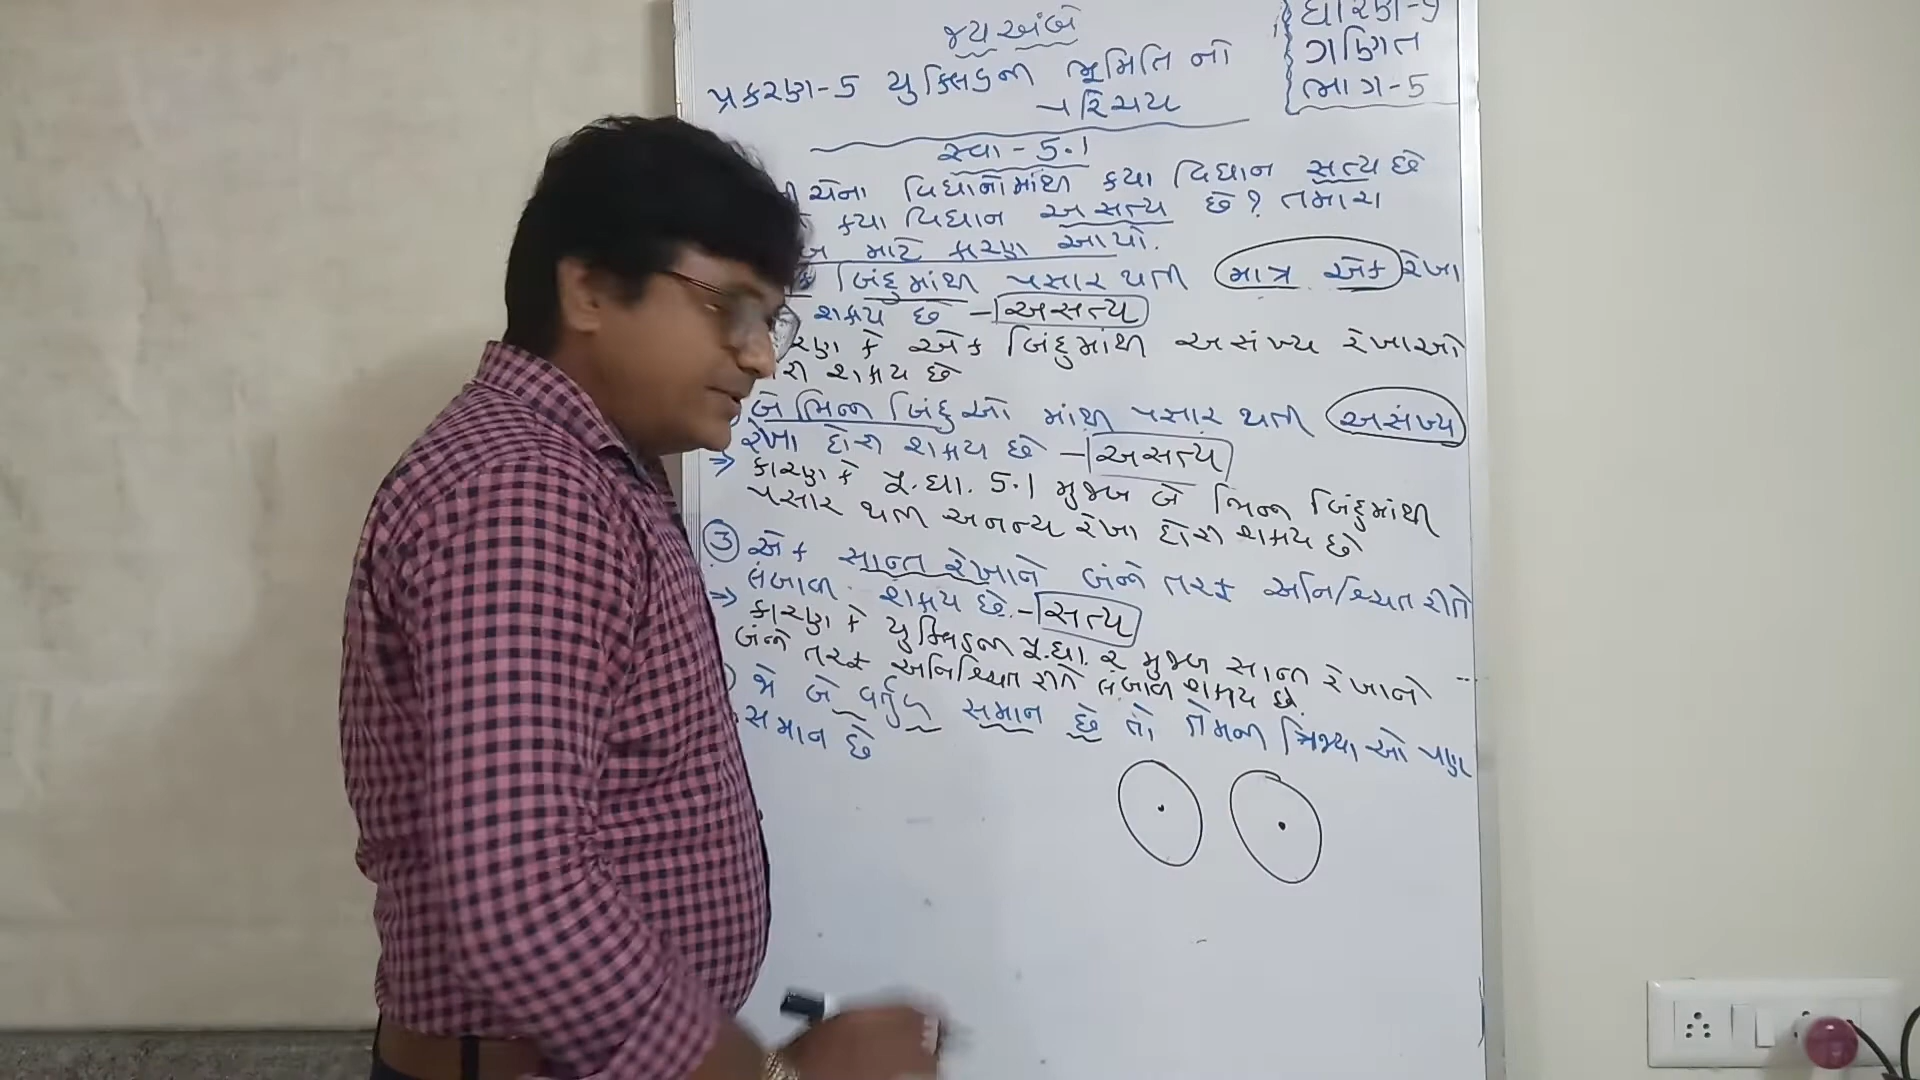 જય અંબે
ધોરણ-9
ગણિત
ભાગ-5
પ્રકરણ-5 યુક્લિડની ભૂમિતિ નો
પરિચય
સ્વા-5.1
નીચેના વિધાનોમાંથી કયા વિધાન સત્ય છે
કયા વિધાન અસત્ય છે? તમારા
માટે કારણ આપો.
બિંદુમાંથી પસાર થતી માત્ર એક રેખા
શકાય છે - અસત્ય
કે એક બિંદુમાંથી અસંખ્ય રેખાઓ
શકાય છે
બે ભિન્ન બિંદુઓ માંથી પસાર થતી અસંખ્ય
રેખા દોરી શકાય છે - અસત્ય
⇒ કારણ કે પૂ.ધા. 5.1 મુજબ બે ભિન્ન બિંદુમાંથી
પસાર થતી અનન્ય રેખા દોરી શકાય છે
③ એક સાન્ત રેખાને બંને તરફ અનિશ્ચિત રીતે
લંબાવી શકાય છે. - સત્ય
⇒ કારણ કે યુક્લિડની પૂ.ધા. ૨ મુજબ સાન્ત રેખાને
બંને તરફ અનિશ્ચિત રીતે લંબાવી શકાય છે.
જો બે વર્તુળ સમાન છે તો તેમની ત્રિજ્યાઓ પણ
સમાન છે